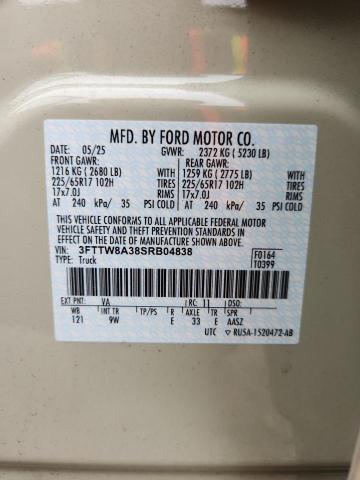 MFD. BY FORD MOTOR CO.
DATE: 05/25 GVWR: 2372 KG ( 5230 LB)
FRONT GAWR: REAR GAWR:
1216 KG ( 2680 LB) WITH 1259 KG ( 2775 LB) WITH
225/65R17 102H TIRES 225/65R17 102H TIRES
17x7.0J RIMS 17x7.0J RIMS
AT 240 kPa/ 35 PSI COLD AT 240 kPa/ 35 PSI COLD
THIS VEHICLE CONFORMS TO ALL APPLICABLE FEDERAL MOTOR
VEHICLE SAFETY AND BUMPER STANDARDS IN EFFECT ON THE DATE OF
MANUFACTURE SHOWN ABOVE.
VIN: 3FTTW8A38SRB04838 F0164
TYPE: Truck T0399
EXT PNT: VA RC: 11 DSO:
WB INT TR TP/PS R AXLE TR SPR
121 9W E 33 E AASZ
UTC ▽ RU5A-1520472-AB